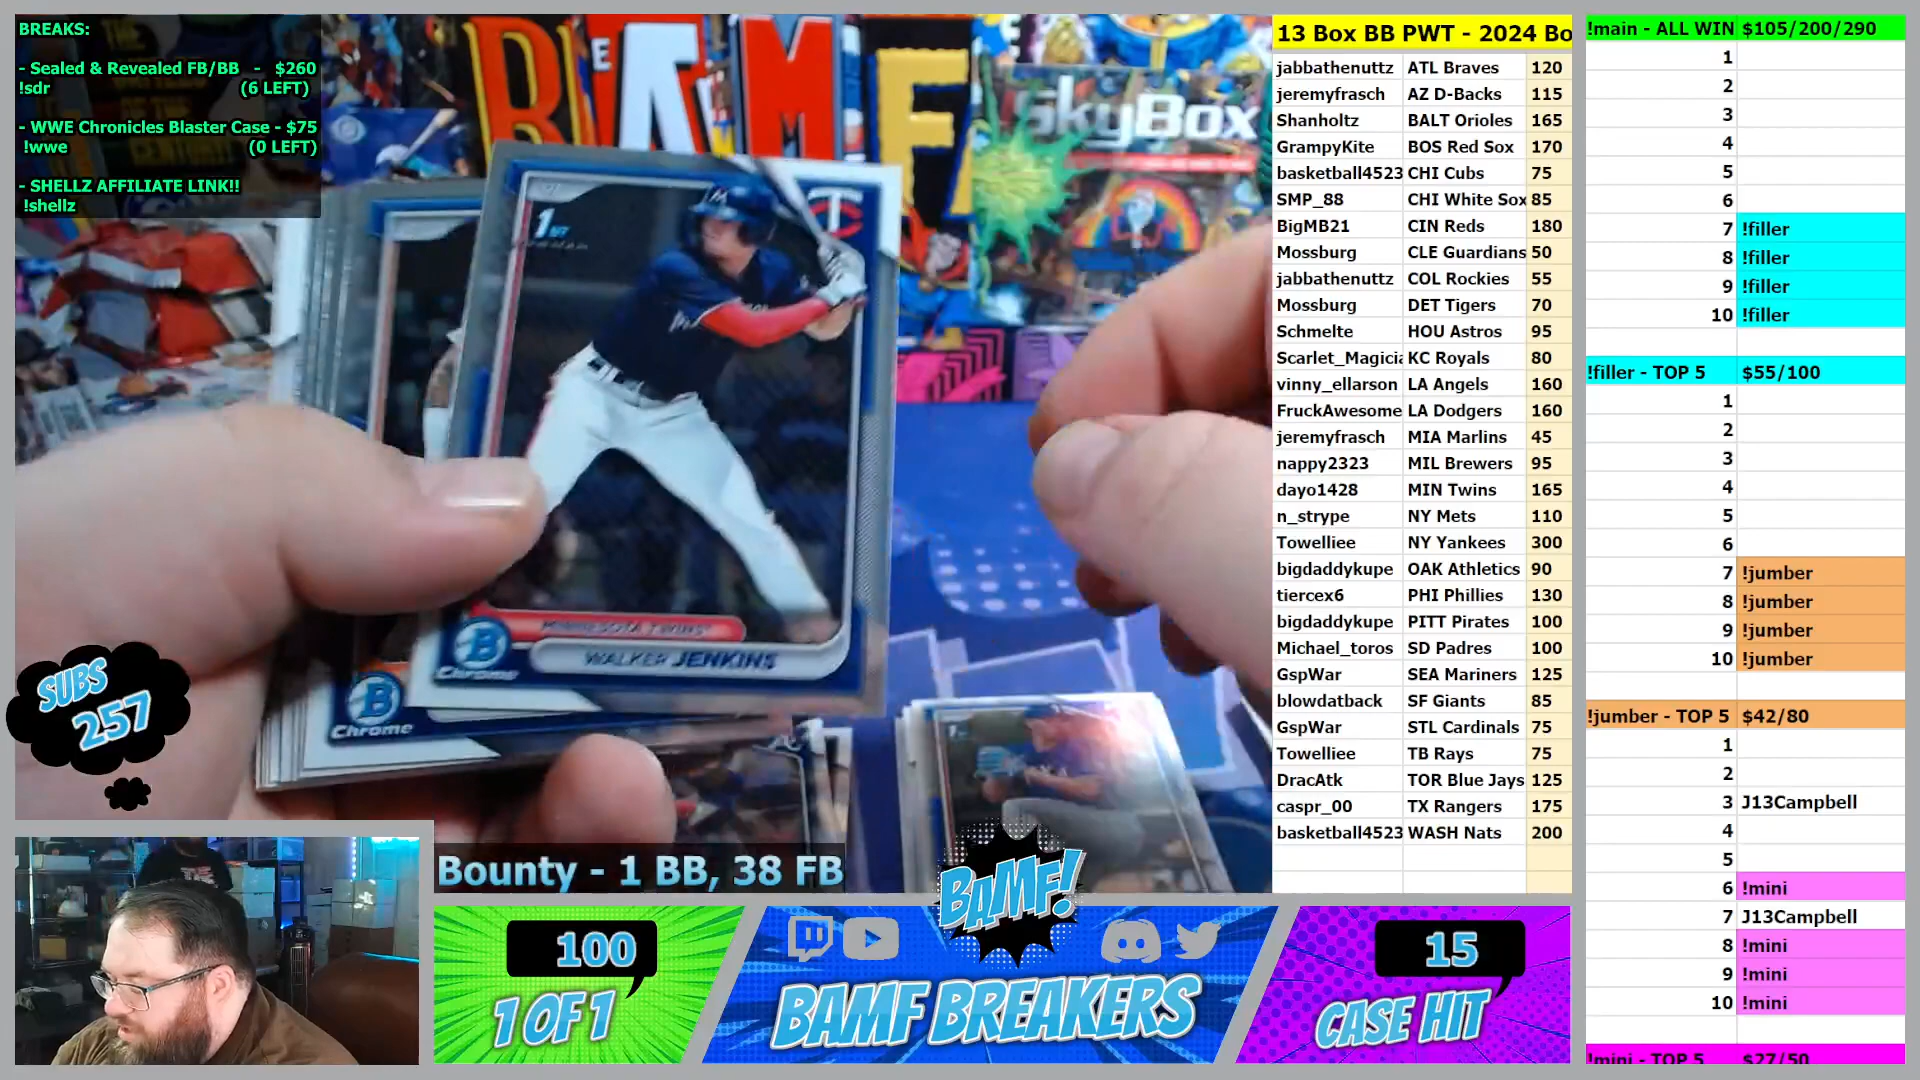 BREAKS:
- Sealed & Revealed FB/BB - $260
!sdr (6 LEFT)
- WWE Chronicles Blaster Case - $75
!wwe (0 LEFT)
- SHELLZ AFFILIATE LINK!!
!shellz
BAMF
SkyBox
1ST
MINNESOTA TWINS
WALKER JENKINS
B
Chrome
B
Chrome
SUBS
257
Bounty - 1 BB, 38 FB
BAMF!
100
1 OF 1
BAMF BREAKERS
15
CASE HIT
13 Box BB PWT - 2024 Bo
jabbathenuttz ATL Braves 120
jeremyfrasch AZ D-Backs 115
Shanholtz BALT Orioles 165
GrampyKite BOS Red Sox 170
basketball4523 CHI Cubs 75
SMP_88 CHI White Sox 85
BigMB21 CIN Reds 180
Mossburg CLE Guardians 50
jabbathenuttz COL Rockies 55
Mossburg DET Tigers 70
Schmelte HOU Astros 95
Scarlet_Magicia KC Royals 80
vinny_ellarson LA Angels 160
FruckAwesome LA Dodgers 160
jeremyfrasch MIA Marlins 45
nappy2323 MIL Brewers 95
dayo1428 MIN Twins 165
n_strype NY Mets 110
Towelliee NY Yankees 300
bigdaddykupe OAK Athletics 90
tiercex6 PHI Phillies 130
bigdaddykupe PITT Pirates 100
Michael_toros SD Padres 100
GspWar SEA Mariners 125
blowdatback SF Giants 85
GspWar STL Cardinals 75
Towelliee TB Rays 75
DracAtk TOR Blue Jays 125
caspr_00 TX Rangers 175
basketball4523 WASH Nats 200
!main - ALL WIN $105/200/290
1
2
3
4
5
6
7 !filler
8 !filler
9 !filler
10 !filler
!filler - TOP 5 $55/100
1
2
3
4
5
6
7 !jumber
8 !jumber
9 !jumber
10 !jumber
!jumber - TOP 5 $42/80
1
2
3 J13Campbell
4
5
6 !mini
7 J13Campbell
8 !mini
9 !mini
10 !mini
!mini - TOP 5 $27/50